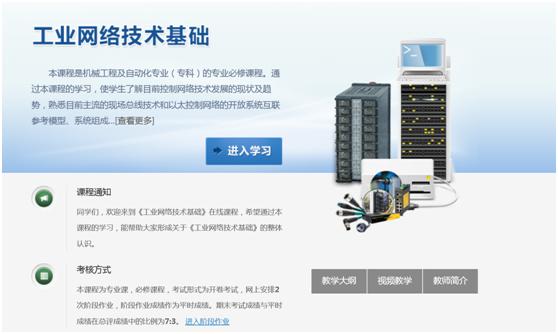 工业网络技术基础
本课程是机械工程及自动化专业（专科）的专业必修课程。通
过本课程的学习，使学生了解目前控制网络技术发展的现状及趋
势，熟悉目前主流的现场总线技术和以太控制网络的开放系统互联
参考模型、系统组成...[查看更多]
进入学习
课程通知
同学们，欢迎来到《工业网络技术基础》在线课程，希望通过本
课程的学习，能帮助大家形成关于《工业网络技术基础》的整体
认识。
考核方式
本课程为专业课，必修课程，考试形式为开卷考试，网上安排2
次阶段作业，阶段作业成绩作为平时成绩。期末考试成绩与平时
成绩在总评成绩中的比例为7:3。 进入阶段作业
教学大纲
视频教学
教师简介